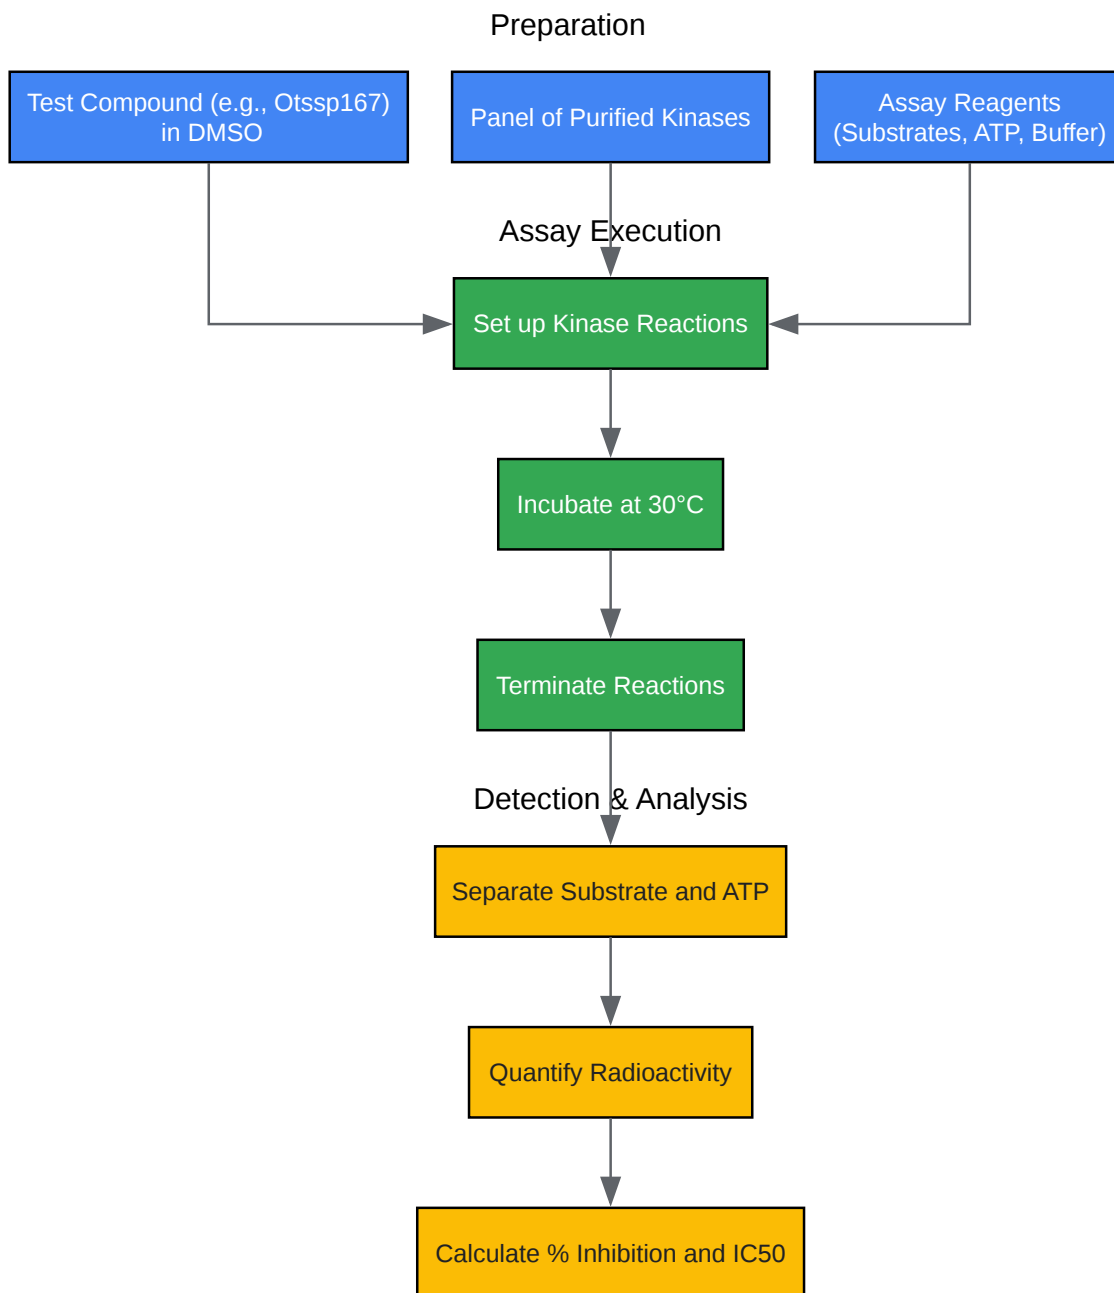 Preparation
Test Compound (e.g., Otssp167)
in DMSO
Panel of Purified Kinases
Assay Reagents
(Substrates, ATP, Buffer)
Assay Execution
Set up Kinase Reactions
Incubate at 30°C
Terminate Reactions
Detection & Analysis
Separate Substrate and ATP
Quantify Radioactivity
Calculate % Inhibition and IC50